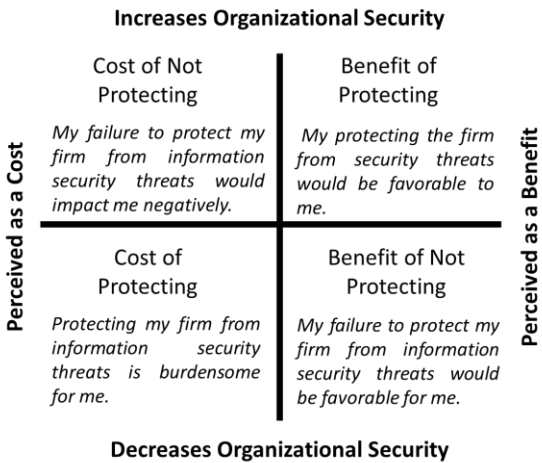 Increases Organizational Security
Cost of Not
Protecting
My failure to protect my
firm from information
security threats would
impact me negatively.
Benefit of
Protecting
My protecting the firm
from security threats
would be favorable to
me.
Perceived as a Cost
Perceived as a Benefit
Cost of
Protecting
Protecting my firm from
information security
threats is burdensome
for me.
Benefit of Not
Protecting
My failure to protect my
firm from information
security threats would
be favorable for me.
Decreases Organizational Security